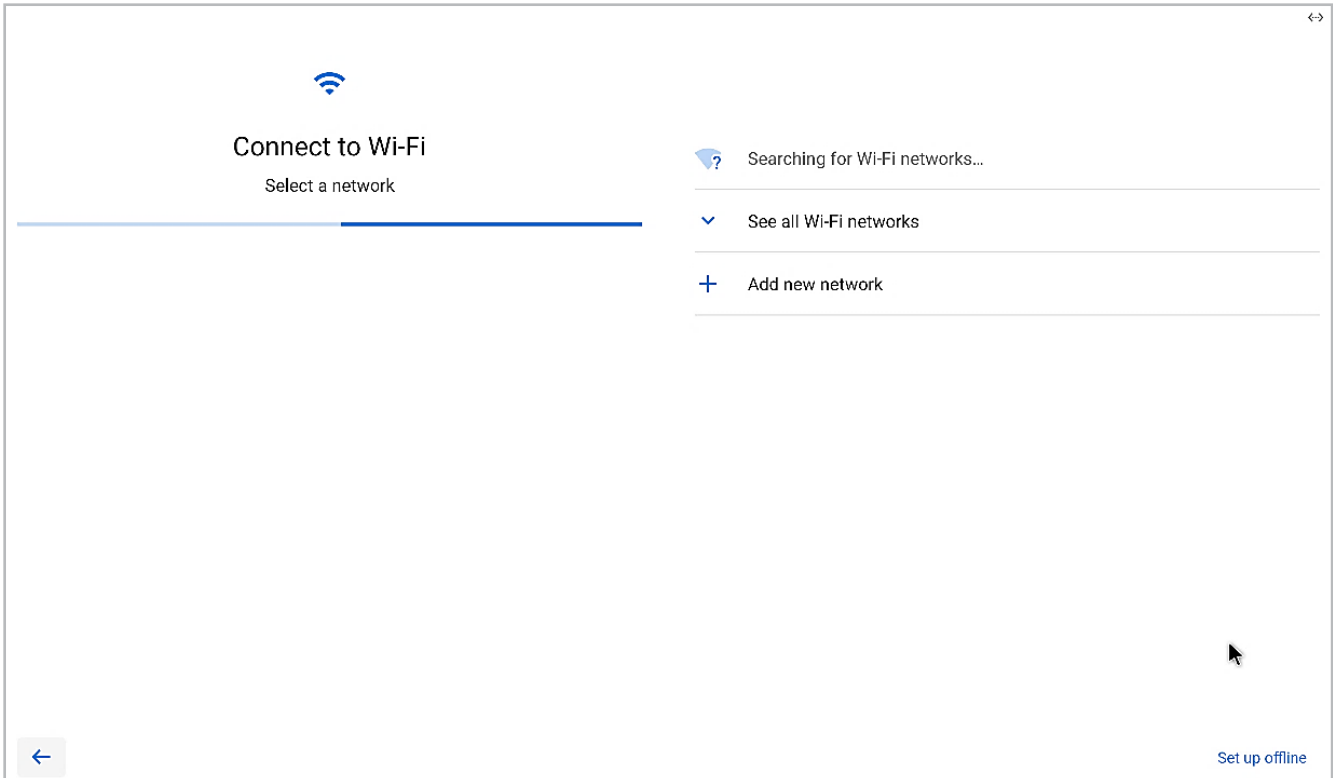 Connect to Wi-Fi
Select a network
Searching for Wi-Fi networks…
See all Wi-Fi networks
Add new network
Set up offline